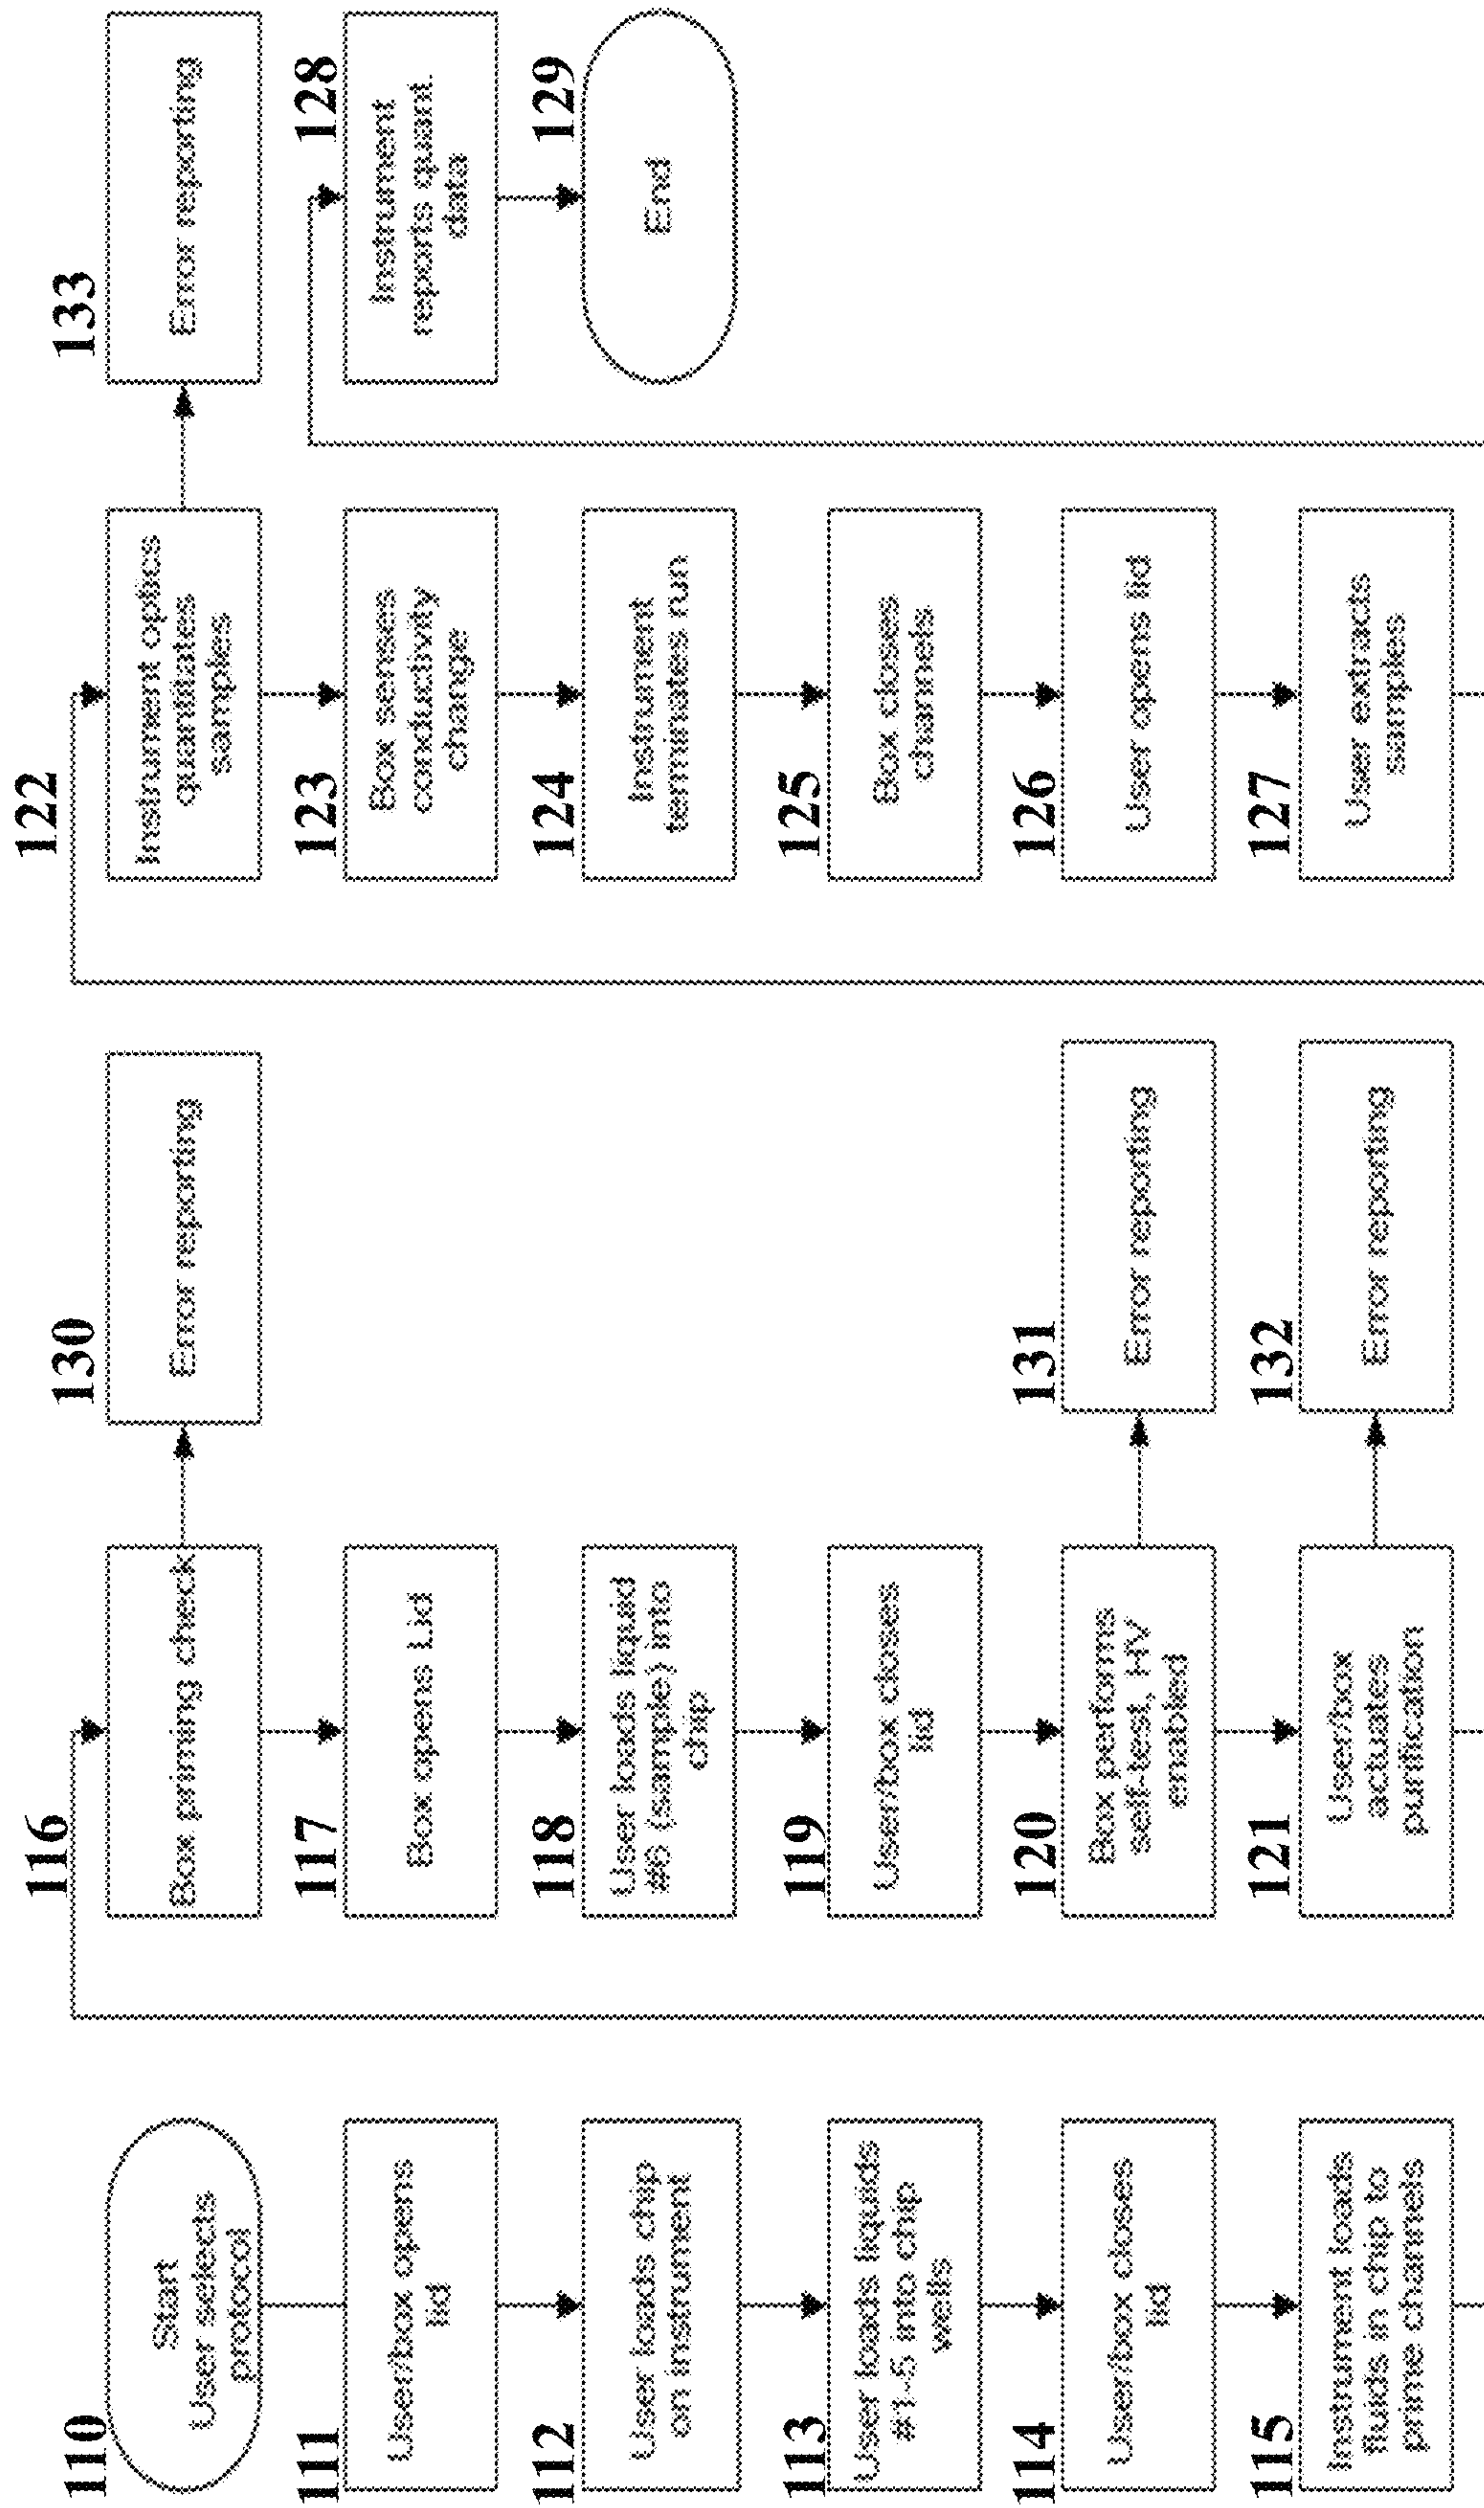 110
Start
User selects
protocol
111
User/box opens
lid
112
User loads chip
on instrument
113
User loads liquids
#1-5 into chip
wells
114
User/box closes
lid
115
Instrument loads
fluids in chip to
prime channels
116
Box priming check
130
Error reporting
117
Box opens Lid
118
User loads liquid
#6 (sample) into
chip
119
User/box closes
lid
120
Box performs
self-test, HV
enabled
131
Error reporting
121
User/box
actuates
purification
132
Error reporting
122
Instrument optics
quantitates
samples
133
Error reporting
123
Box senses
conductivity
change
124
Instrument
terminates run
125
Box closes
channels
126
User opens lid
127
User extracts
samples
128
Instrument
reports quant.
data
129
End